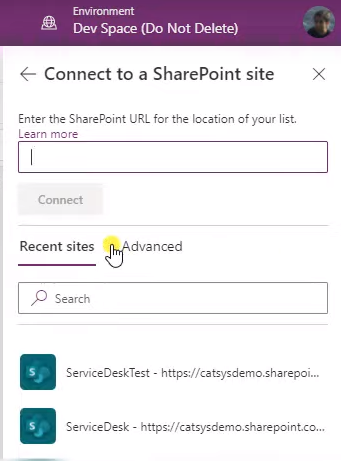 Environment
Dev Space (Do Not Delete)
Connect to a SharePoint site
Enter the SharePoint URL for the location of your list.
Learn more
Connect
Recent sites
Advanced
Search
S
ServiceDeskTest - https://catsysdemo.sharepoi...
S
ServiceDesk - https://catsysdemo.sharepoint.co...